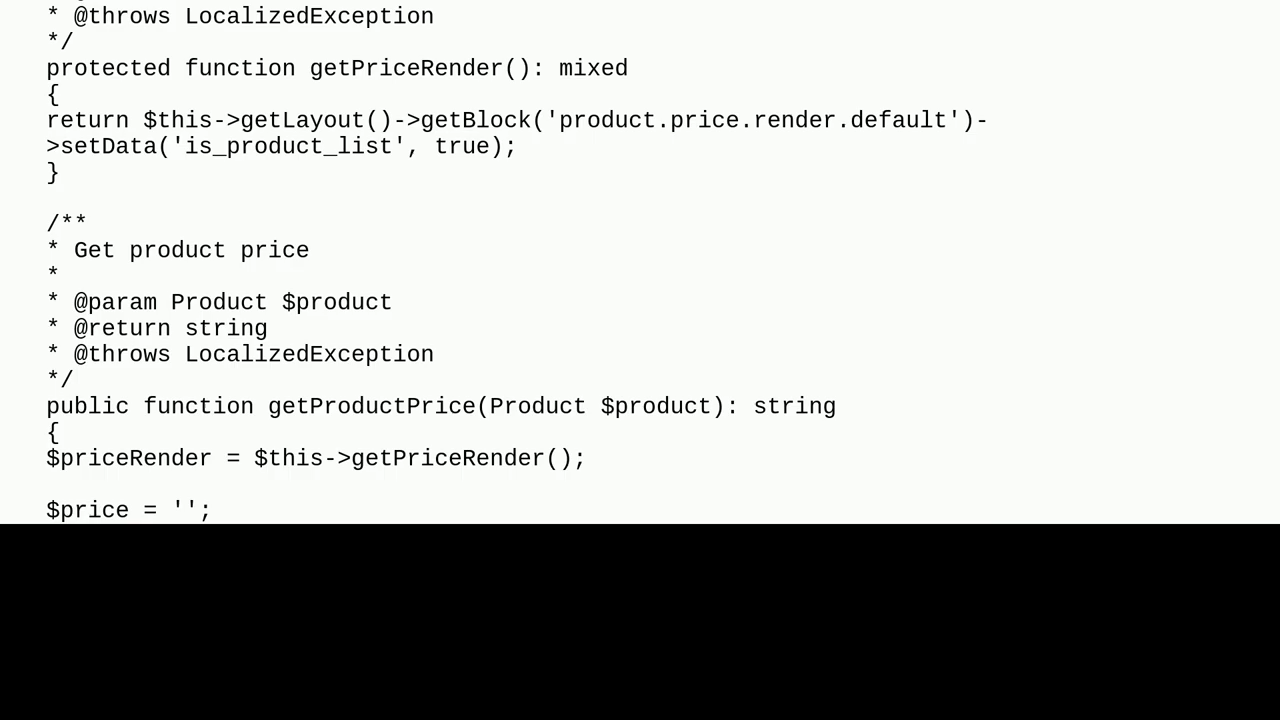 * @throws LocalizedException
*/
protected function getPriceRender(): mixed
{
return $this->getLayout()->getBlock('product.price.render.default')-
>setData('is_product_list', true);
}
/**
* Get product price
*
* @param Product $product
* @return string
* @throws LocalizedException
*/
public function getProductPrice(Product $product): string
{
$priceRender = $this->getPriceRender();
$price = '';